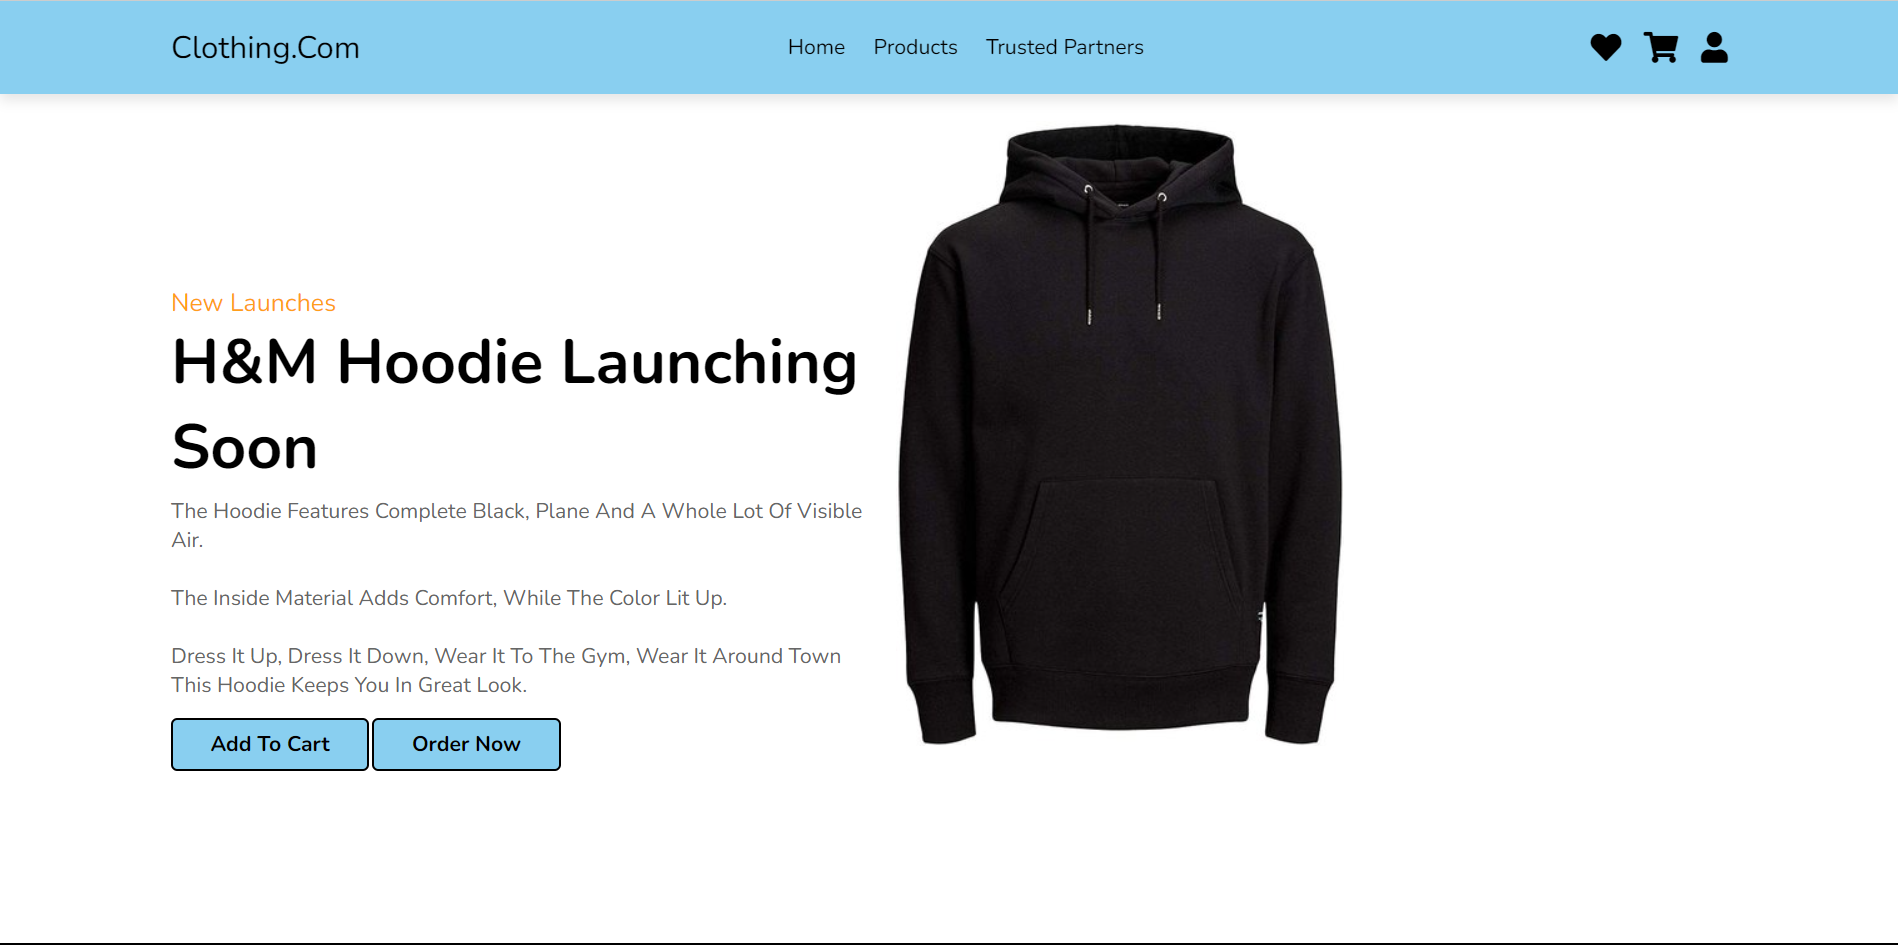 Clothing.Com
Home Products Trusted Partners
New Launches
H&M Hoodie Launching
Soon
The Hoodie Features Complete Black, Plane And A Whole Lot Of Visible
Air.
The Inside Material Adds Comfort, While The Color Lit Up.
Dress It Up, Dress It Down, Wear It To The Gym, Wear It Around Town
This Hoodie Keeps You In Great Look.
Add To Cart Order Now